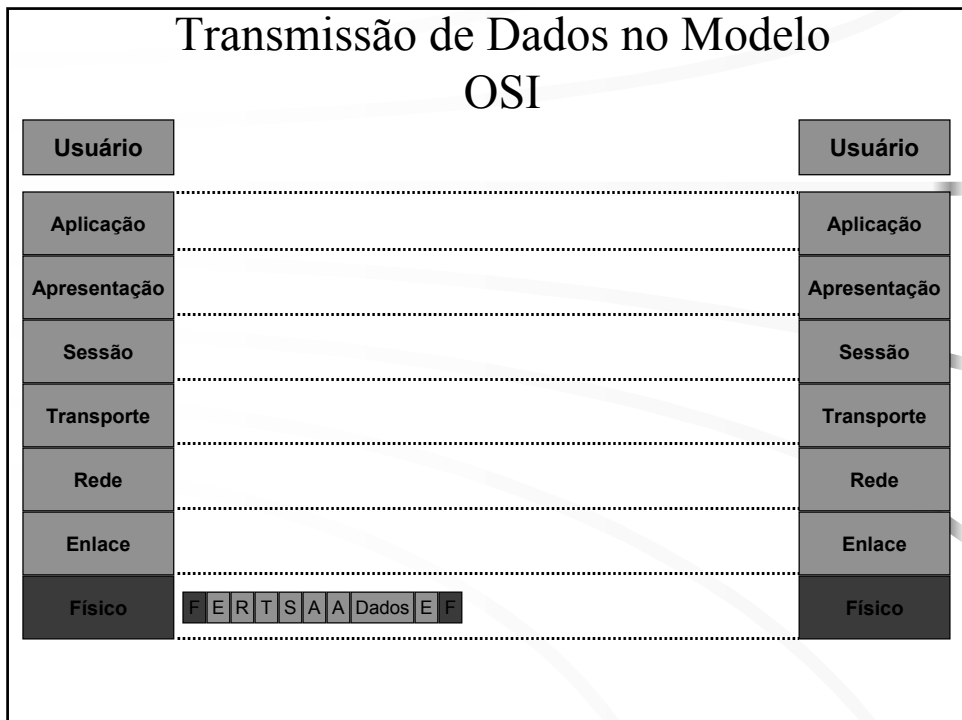 Transmissão de Dados no Modelo
OSI
Usuário
Usuário
Aplicação
Aplicação
Apresentação
Apresentação
Sessão
Sessão
Transporte
Transporte
Rede
Rede
Enlace
Enlace
Físico
F E R T S A A Dados E F
Físico